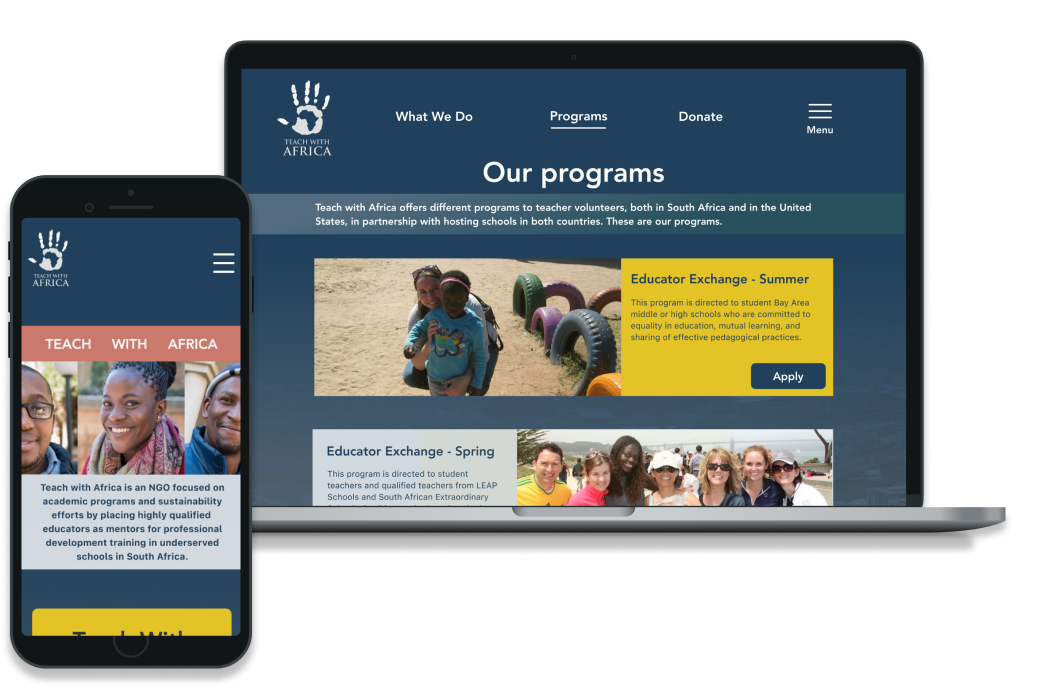 TEACH WITH
AFRICA
What We Do
Programs
Donate
Menu
Our programs
Teach with Africa offers different programs to teacher volunteers, both in South Africa and in the United
States, in partnership with hosting schools in both countries. These are our programs.
Educator Exchange - Summer
This program is directed to student Bay Area
middle or high schools who are committed to
equality in education, mutual learning, and
sharing of effective pedagogical practices.
Apply
Educator Exchange - Spring
This program is directed to student
teachers and qualified teachers from LEAP
Schools and South African Extraordinary
TEACH WITH
AFRICA
TEACH WITH AFRICA
Teach with Africa is an NGO focused on
academic programs and sustainability
efforts by placing highly qualified
educators as mentors for professional
development training in underserved
schools in South Africa.
Teach With